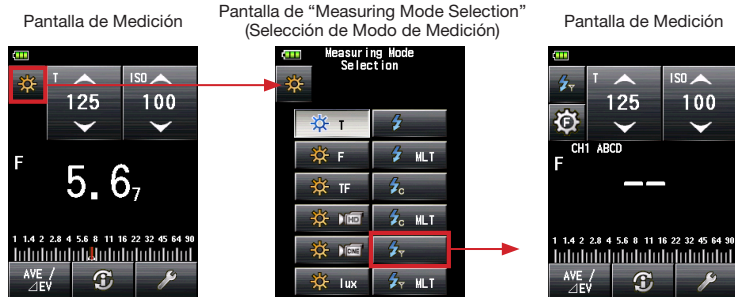 Pantalla de Medición
T
ISO
125
100
F
5.6₇
1 1.4 2 2.8 4 5.6 8 11 16 22 32 45 64 90
AVE /
⊿EV
Pantalla de “Measuring Mode Selection”
(Selección de Modo de Medición)
Measuring Mode
Selection
T
F
MLT
TF
C
HD
C MLT
CINE
Y
lux
Y MLT
Pantalla de Medición
Y
T
ISO
125
100
F
CH1 ABCD
F
--
1 1.4 2 2.8 4 5.6 8 11 16 22 32 45 64 90
AVE /
⊿EV